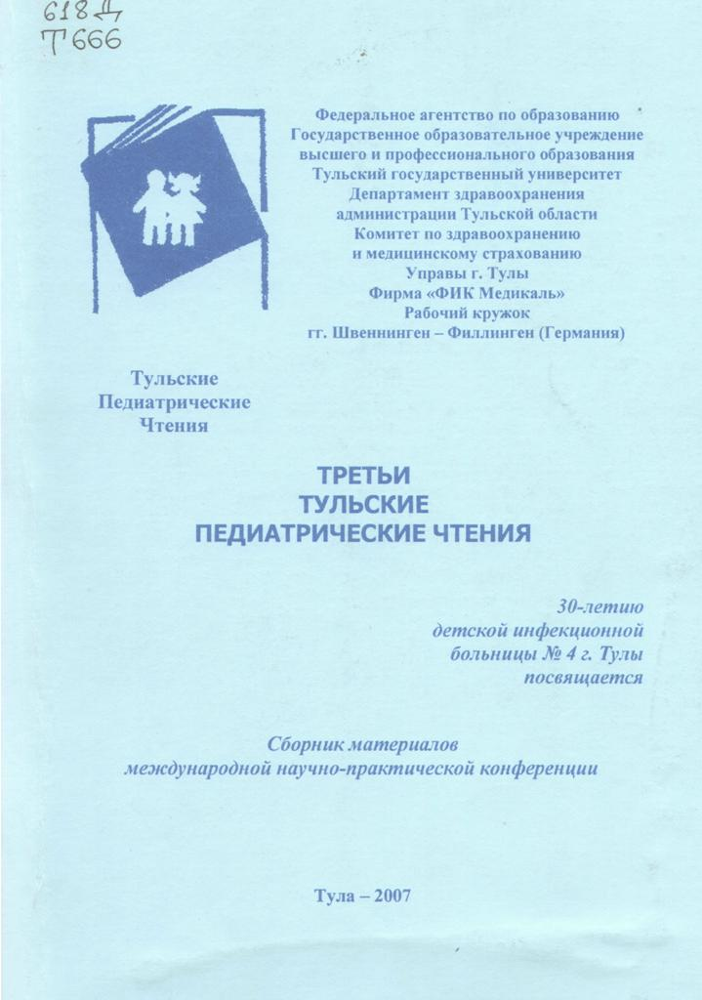 618Д
Т666
Федеральное агентство по образованию
Государственное образовательное учреждение
высшего и профессионального образования
Тульский государственный университет
Департамент здравоохранения
администрации Тульской области
Комитет по здравоохранению
и медицинскому страхованию
Управы г. Тулы
Фирма «ФИК Медикаль»
Рабочий кружок
гг. Швеннинген – Филлинген (Германия)
Тульские
Педиатрические
Чтения
ТРЕТЬИ
ТУЛЬСКИЕ
ПЕДИАТРИЧЕСКИЕ ЧТЕНИЯ
30-летию
детской инфекционной
больницы № 4 г. Тулы
посвящается
Сборник материалов
международной научно-практической конференции
Тула – 2007